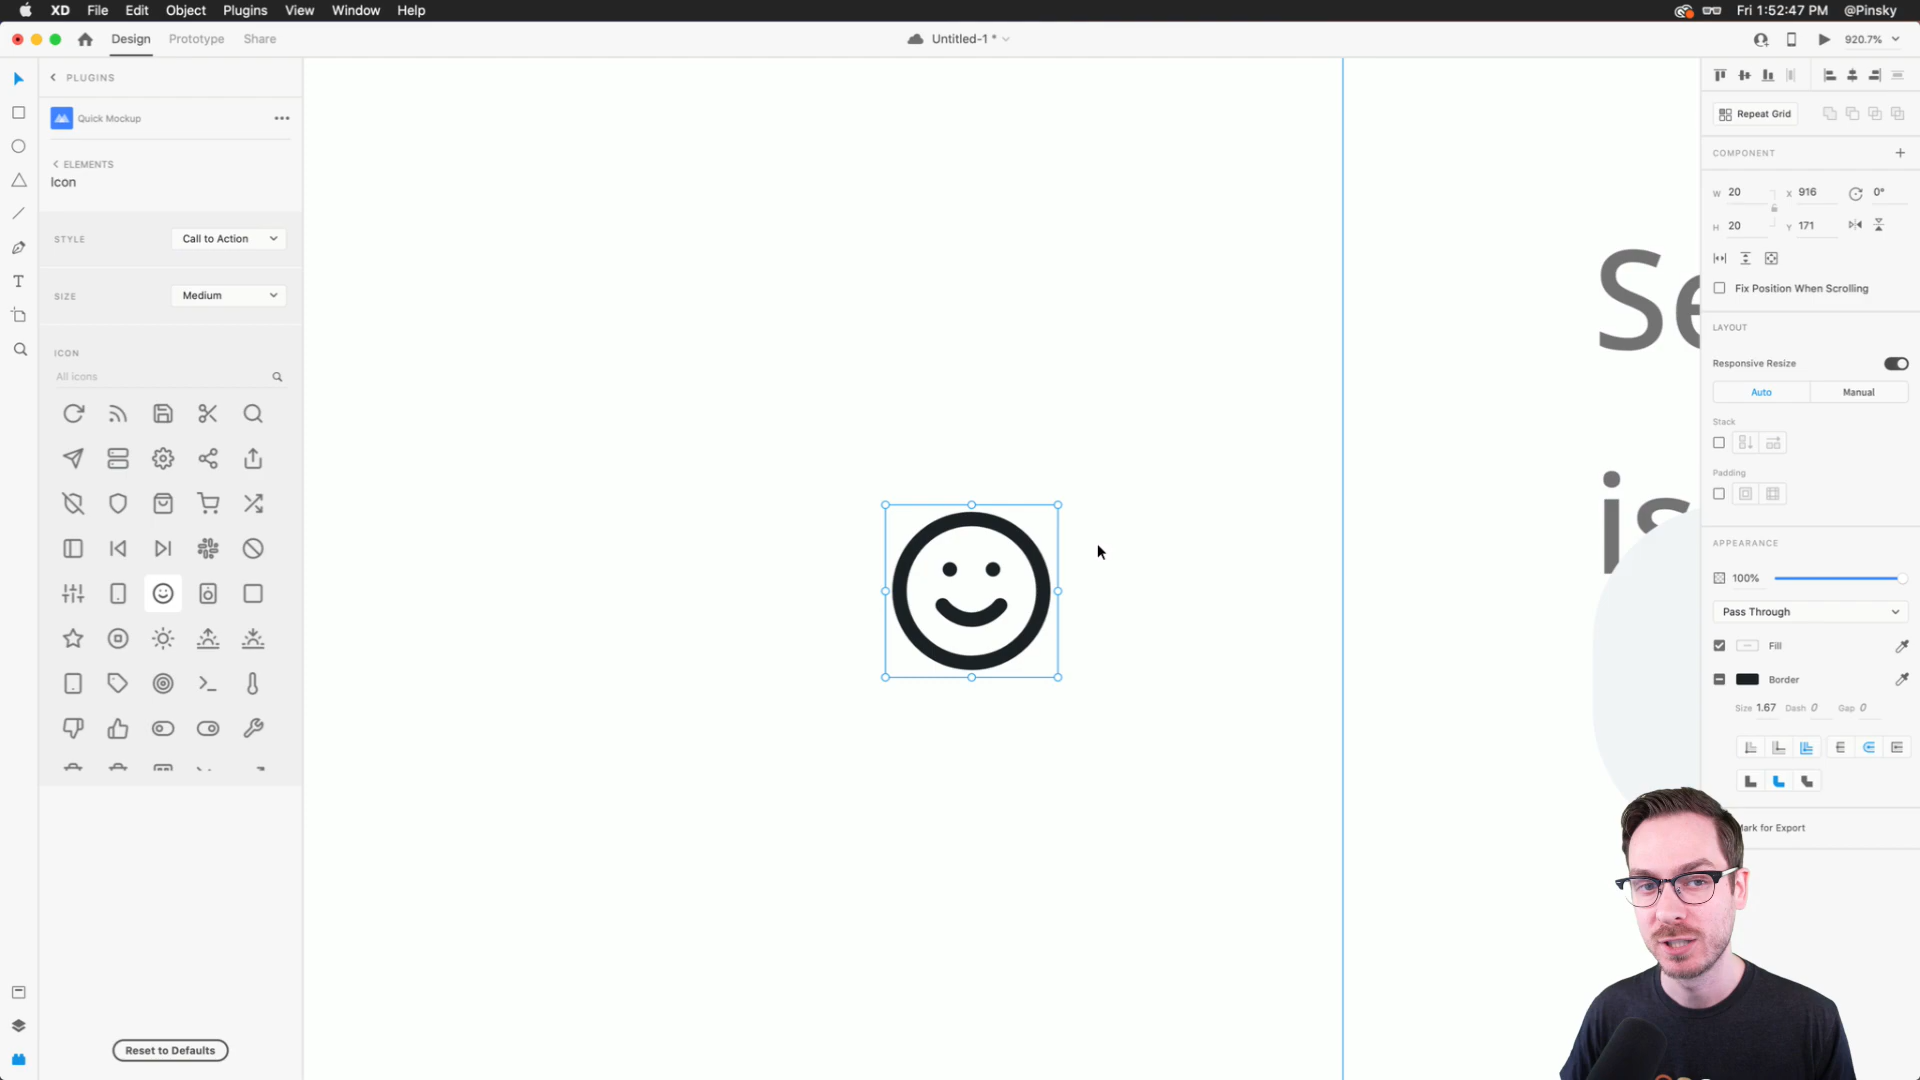 XD File Edit Object Plugins View Window Help
Fri 1:52:47 PM @Pinsky
Design Prototype Share
Untitled-1 *
920.7%
PLUGINS
Quick Mockup
ELEMENTS
Icon
STYLE Call to Action
SIZE Medium
ICON
All icons
Reset to Defaults
Se
is
Repeat Grid
COMPONENT
W 20 X 916 0°
H 20 Y 171
Fix Position When Scrolling
LAYOUT
Responsive Resize
Auto Manual
Stack
Padding
APPEARANCE
100%
Pass Through
Fill
Border
Size 1.67 Dash 0 Gap 0
Mark for Export